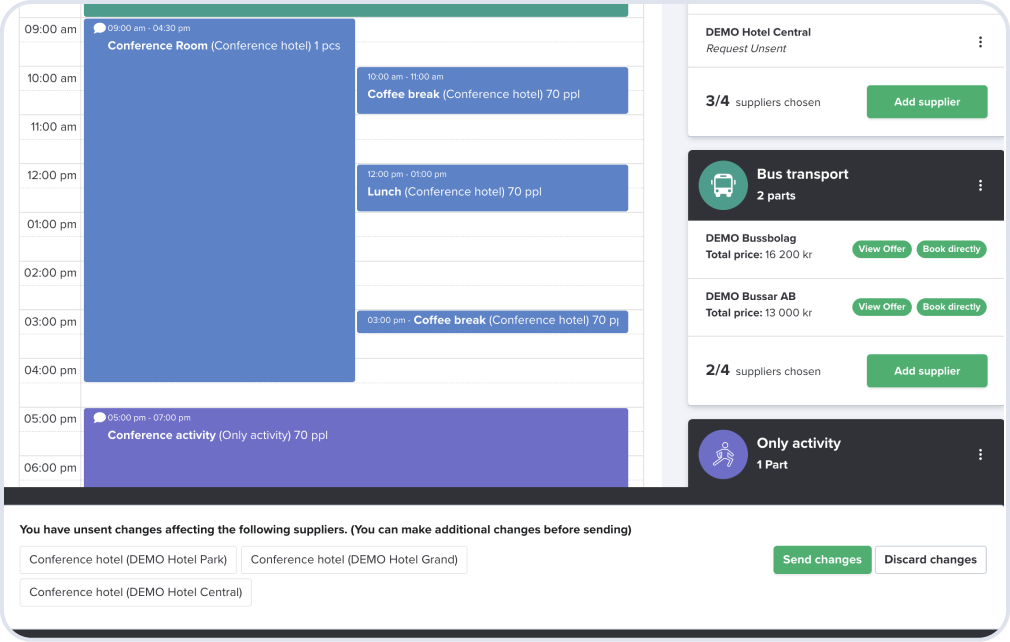 09:00 am
09:00 am - 04:30 pm
Conference Room (Conference hotel) 1 pcs
10:00 am
10:00 am - 11:00 am
Coffee break (Conference hotel) 70 ppl
11:00 am
12:00 pm
12:00 pm - 01:00 pm
Lunch (Conference hotel) 70 ppl
01:00 pm
02:00 pm
03:00 pm
03:00 pm - Coffee break (Conference hotel) 70
04:00 pm
05:00 pm
05:00 pm - 07:00 pm
Conference activity (Only activity) 70 ppl
06:00 pm
DEMO Hotel Central
Request Unsent
3/4 suppliers chosen
Add supplier
Bus transport
2 parts
DEMO Bussbolag
Total price: 16 200 kr
View Offer
Book directly
DEMO Bussar AB
Total price: 13 000 kr
View Offer
Book directly
2/4 suppliers chosen
Add supplier
Only activity
1 Part
You have unsent changes affecting the following suppliers. (You can make additional changes before sending)
Conference hotel (DEMO Hotel Park)
Conference hotel (DEMO Hotel Grand)
Conference hotel (DEMO Hotel Central)
Send changes
Discard changes